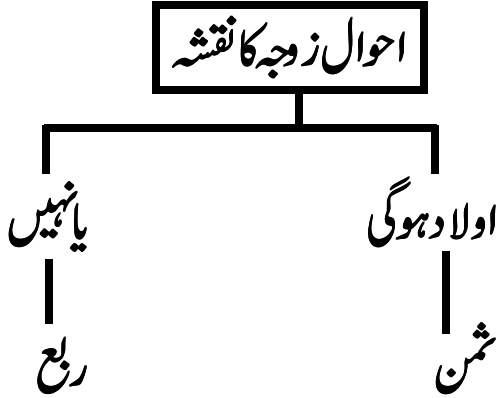 احوال زوجہ کا نقشہ
اولاد ہوگی
یا نہیں
ثمن
ربع